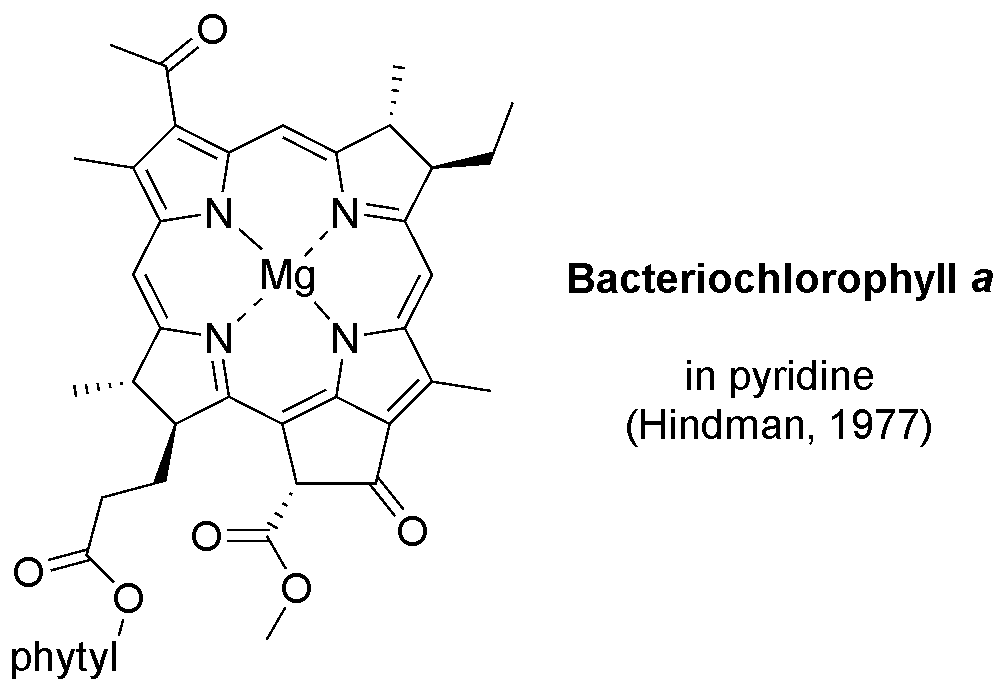 O
N
N
Mg
Bacteriochlorophyll a
N
N
in pyridine
(Hindman, 1977)
O
O
O
O
O
phytyl